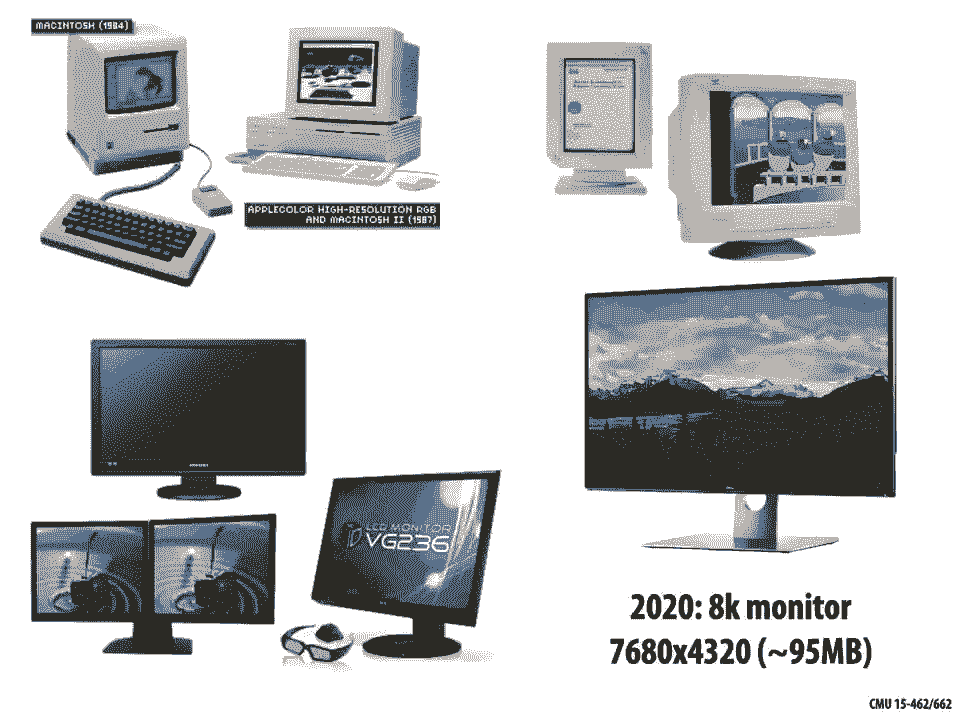 MACINTOSH (1984)
APPLECOLOR HIGH-RESOLUTION RGB
AND MACINTOSH II (1987)
LCD MONITOR
VG236
2020: 8k monitor
7680x4320 (~95MB)
CMU 15-462/662